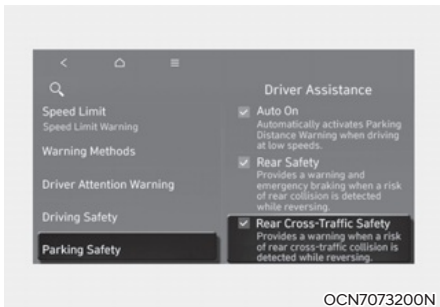 Speed Limit
Speed Limit Warning
Warning Methods
Driver Attention Warning
Driving Safety
Parking Safety
Driver Assistance
Auto On
Automatically activates Parking
Distance Warning when driving
at low speeds.
Rear Safety
Provides a warning and
emergency braking when a risk
of rear collision is detected
while reversing.
Rear Cross-Traffic Safety
Provides a warning when a risk
of rear cross-traffic collision is
detected while reversing.
OCN7073200N